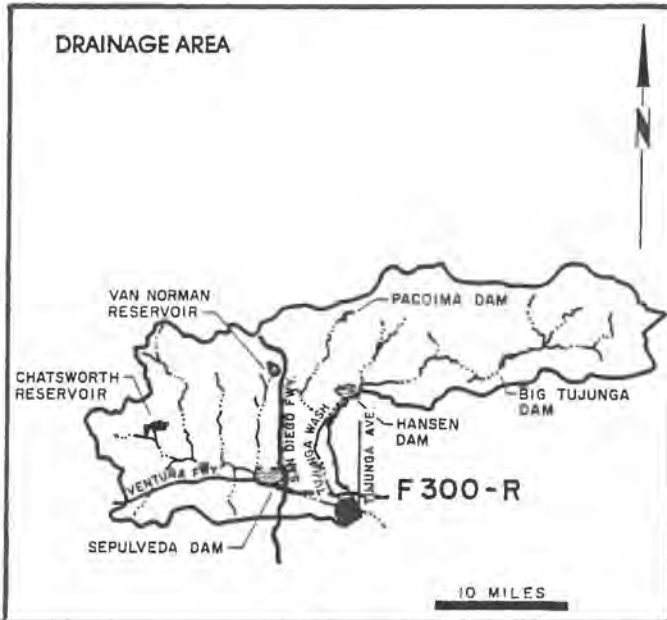 DRAINAGE AREA
N
VAN NORMAN
RESERVOIR
PACOIMA DAM
CHATSWORTH
RESERVOIR
SAN DIEGO FWY.
TUJUNGA WASH
HANSEN
DAM
TUJUNGA AVE.
BIG TUJUNGA
DAM
VENTURA FWY.
F300-R
SEPULVEDA DAM
10 MILES